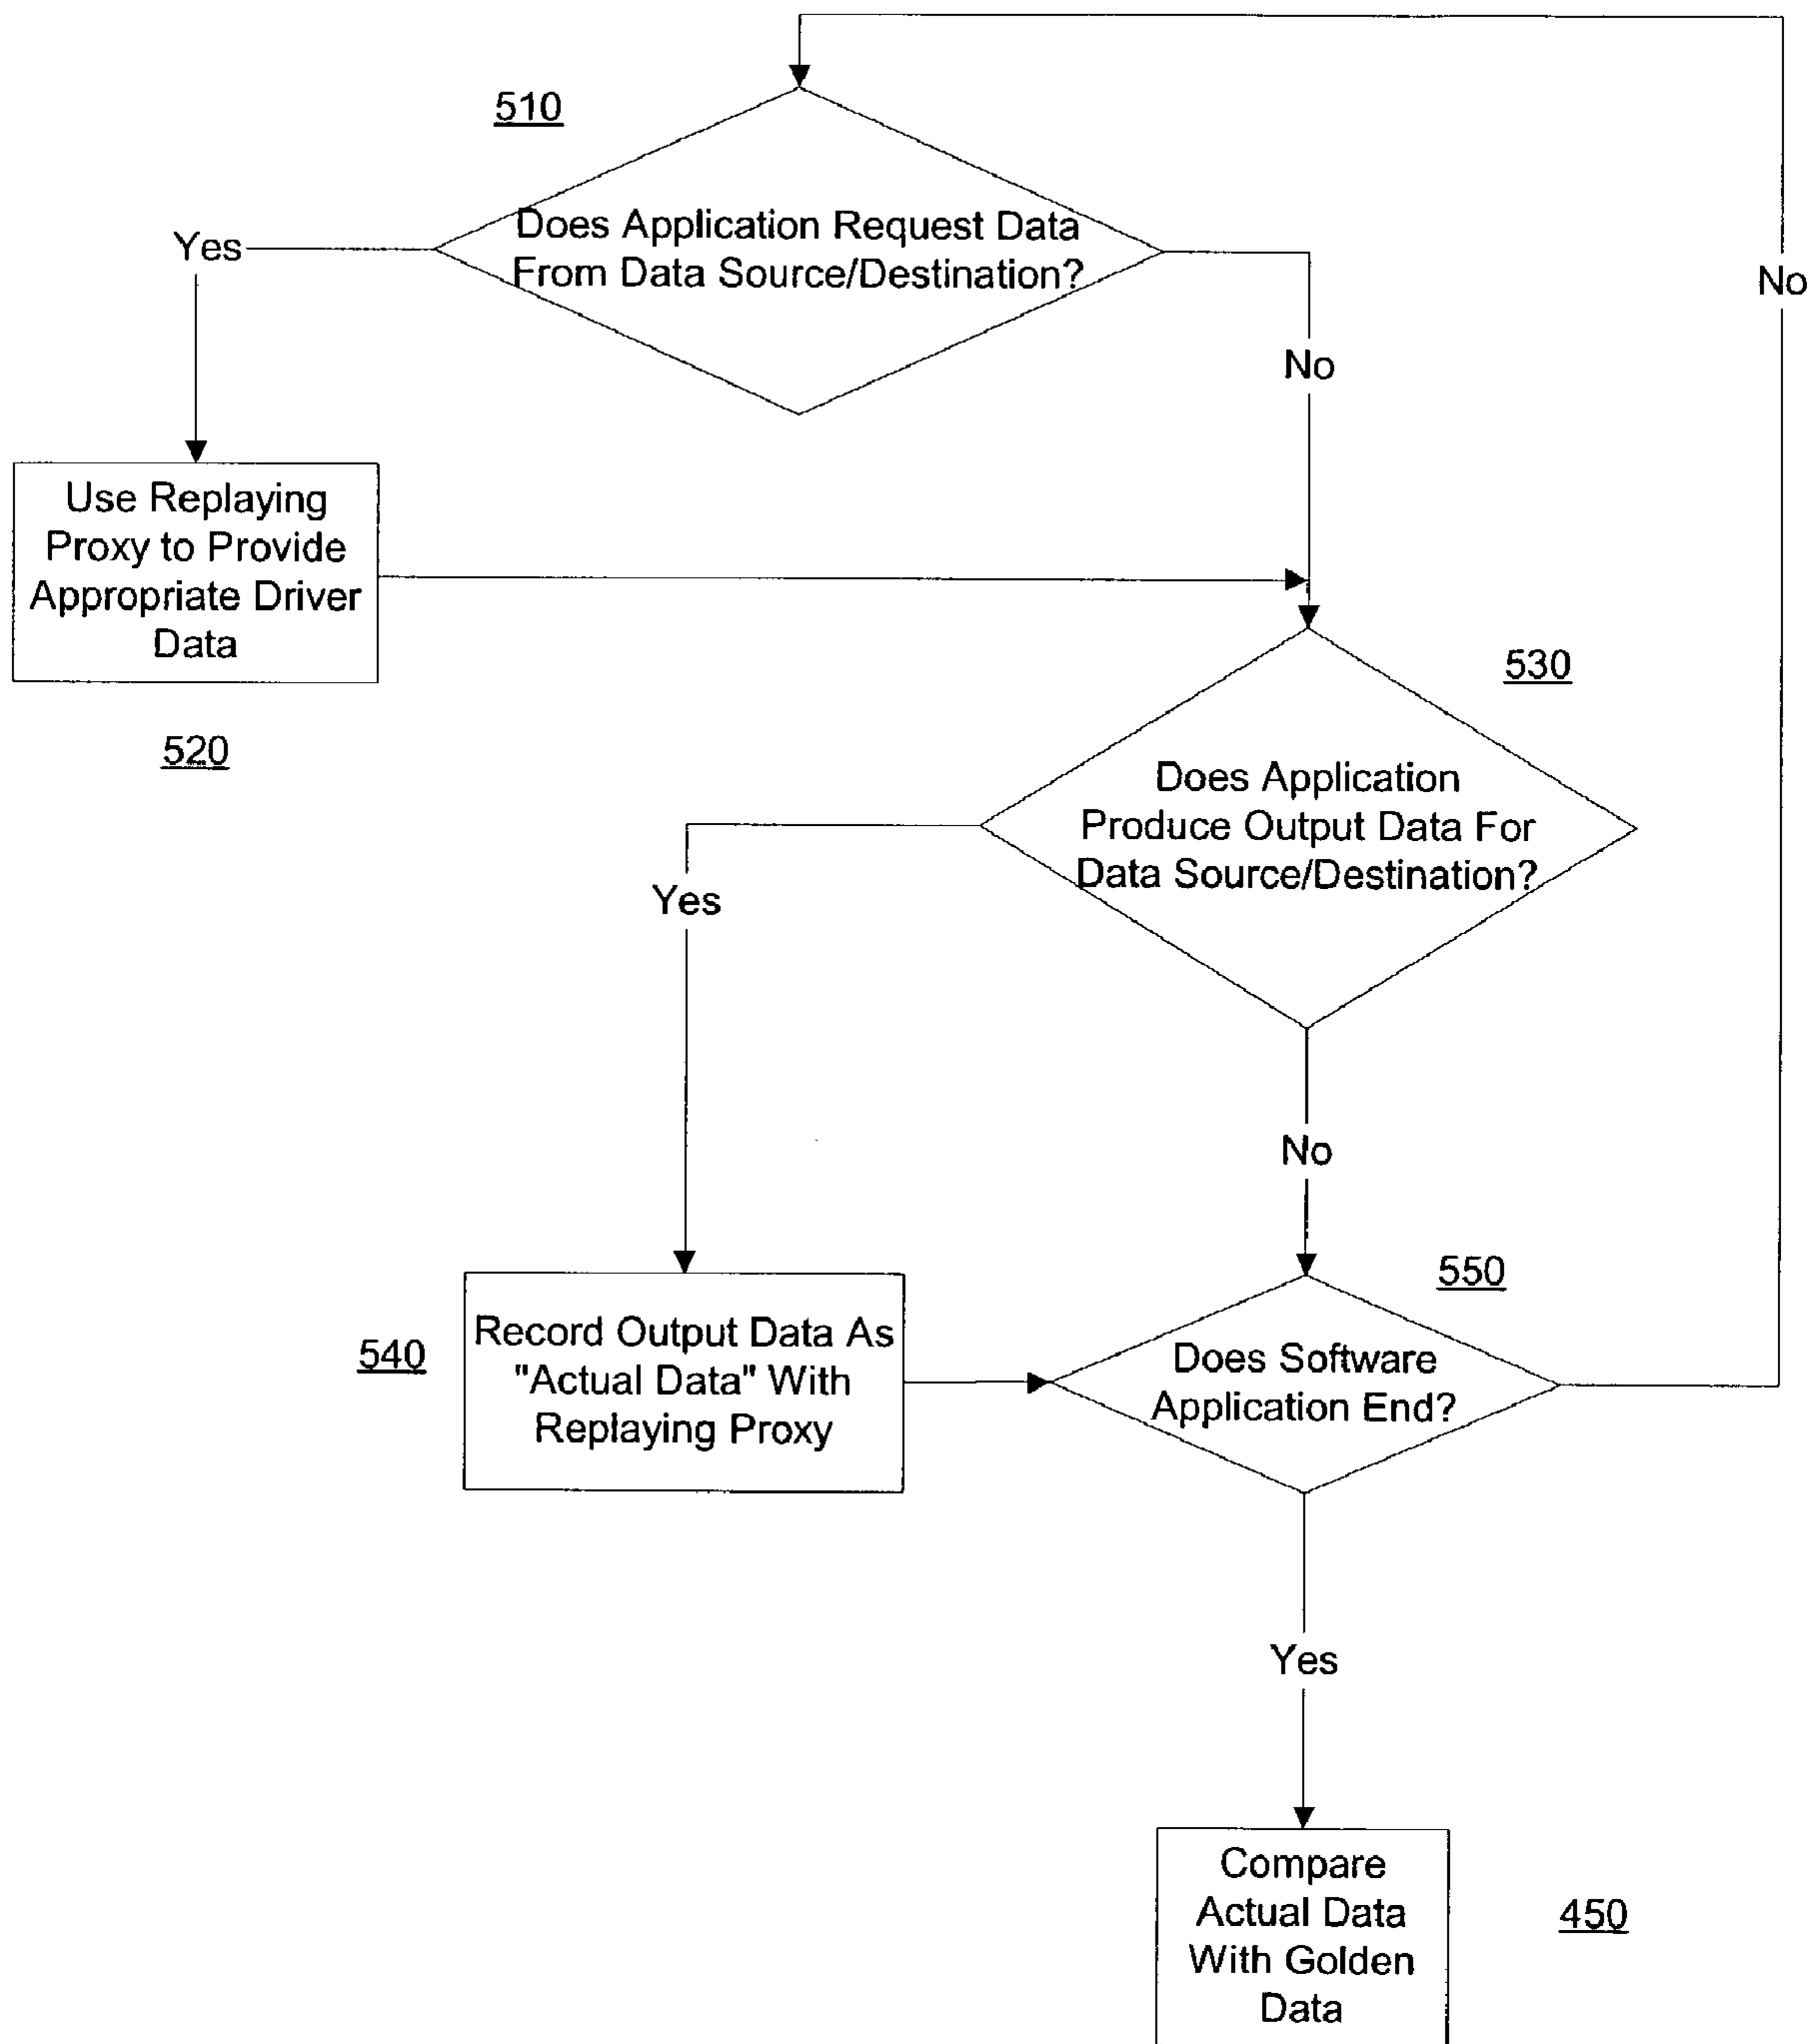 510
Does Application Request Data
From Data Source/Destination?
Yes
No
No
Use Replaying
Proxy to Provide
Appropriate Driver
Data
520
530
Does Application
Produce Output Data For
Data Source/Destination?
Yes
No
550
540
Record Output Data As
"Actual Data" With
Replaying Proxy
Does Software
Application End?
Yes
Compare
Actual Data
With Golden
Data
450